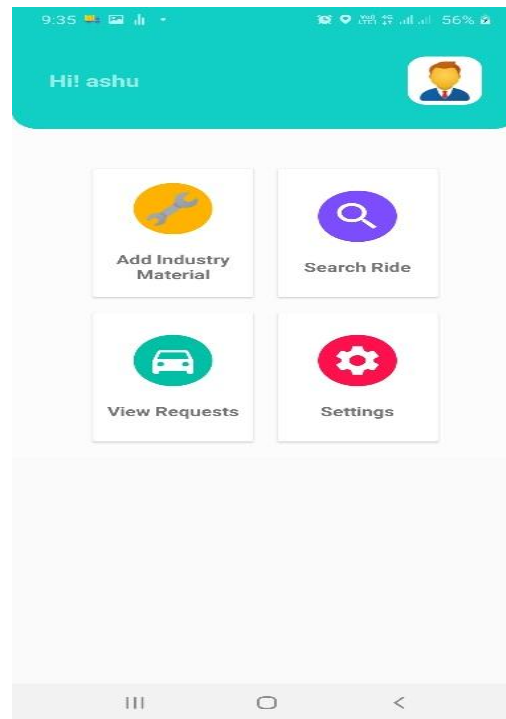 9:35
56%
Hi! ashu
Add Industry
Material
Search Ride
View Requests
Settings